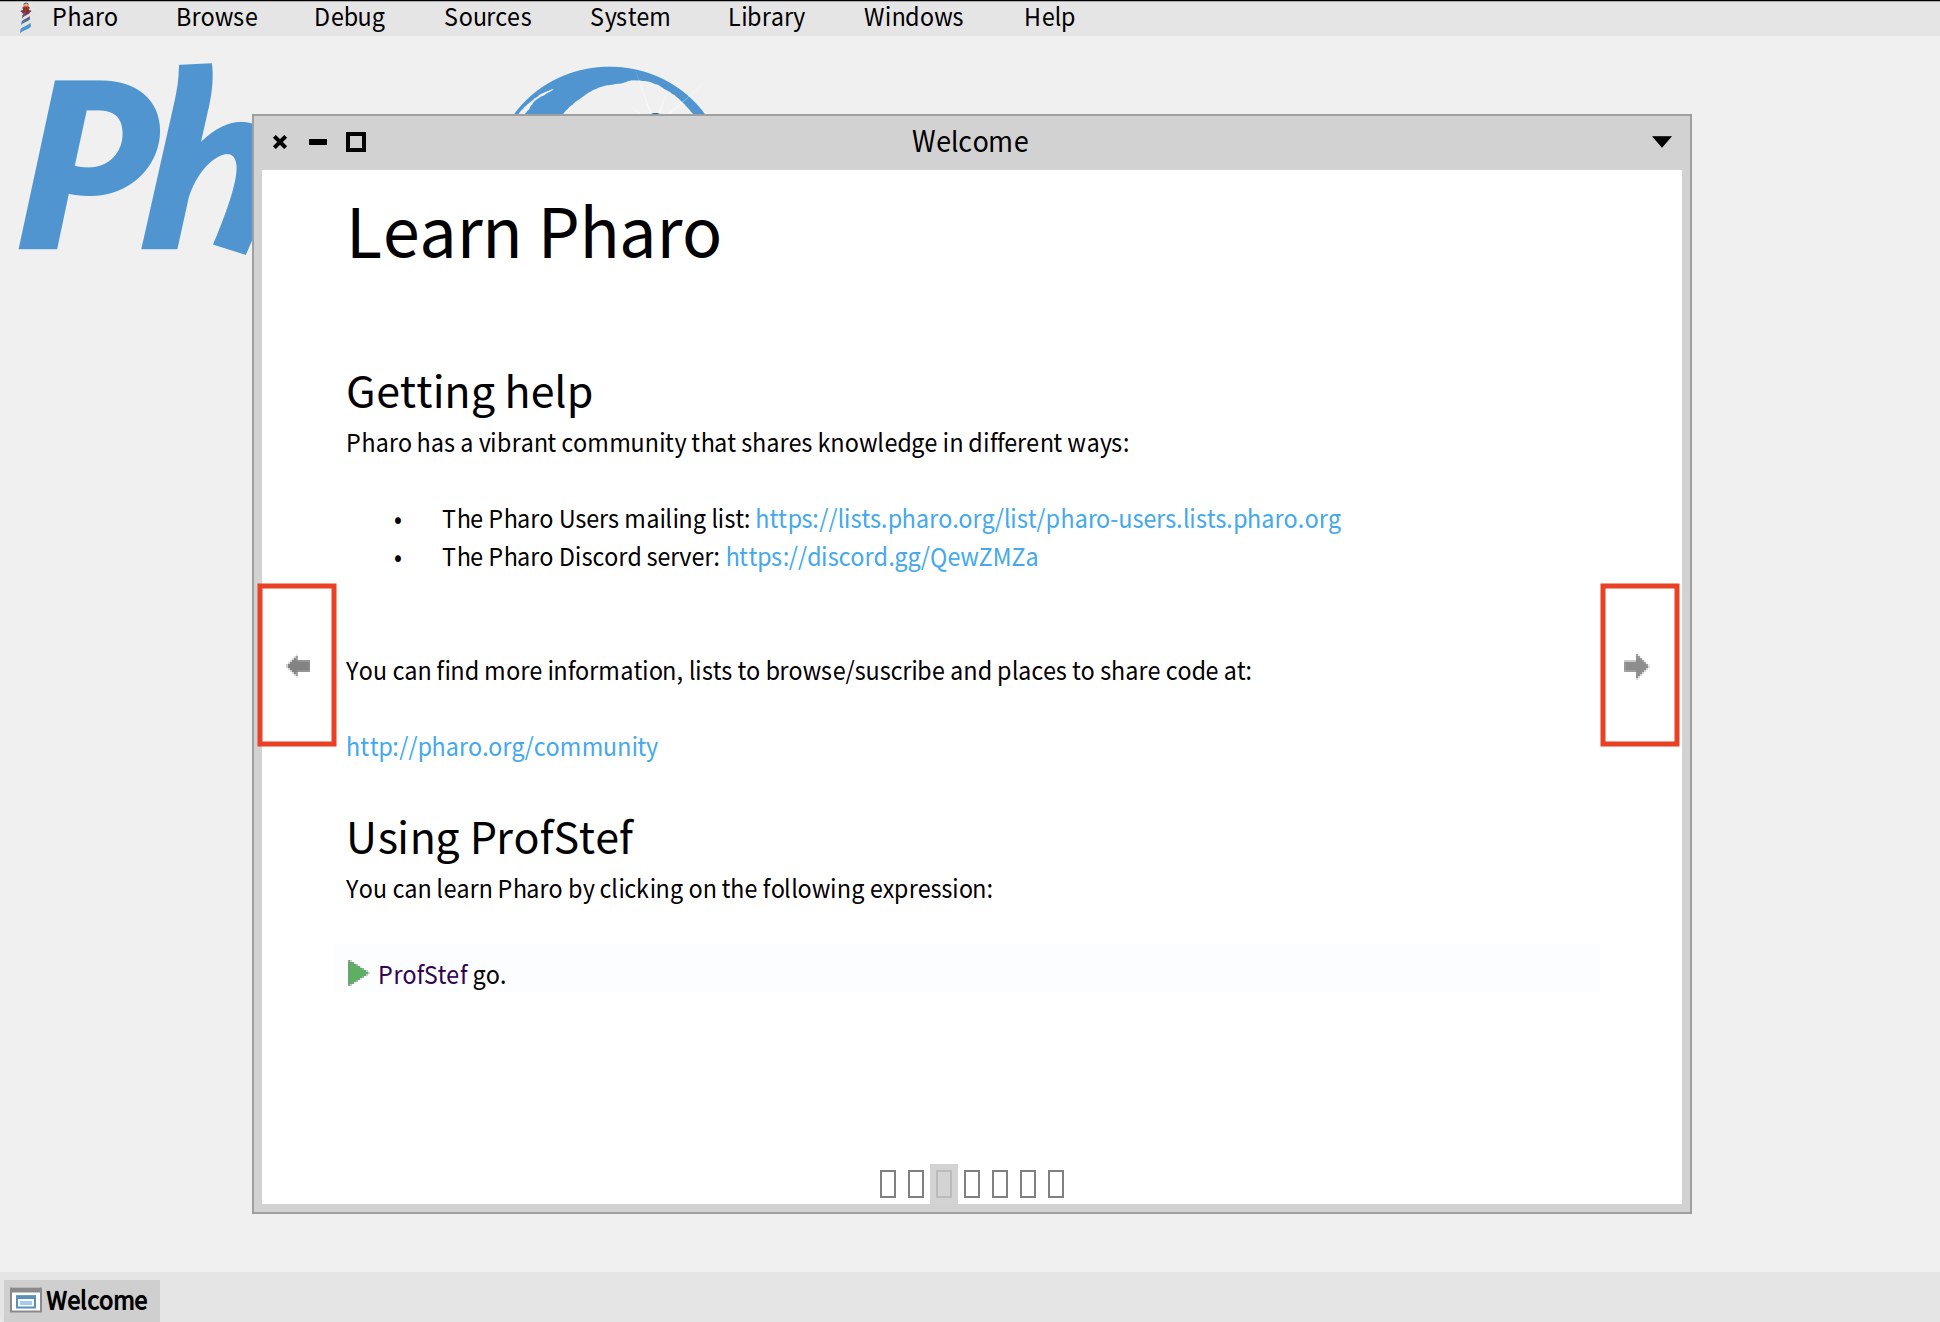 Pharo Browse Debug Sources System Library Windows Help
Ph
Welcome
Learn Pharo
Getting help
Pharo has a vibrant community that shares knowledge in different ways:
• The Pharo Users mailing list: https://lists.pharo.org/list/pharo-users.lists.pharo.org
• The Pharo Discord server: https://discord.gg/QewZMZa
You can find more information, lists to browse/suscribe and places to share code at:
http://pharo.org/community
Using ProfStef
You can learn Pharo by clicking on the following expression:
ProfStef go.
Welcome